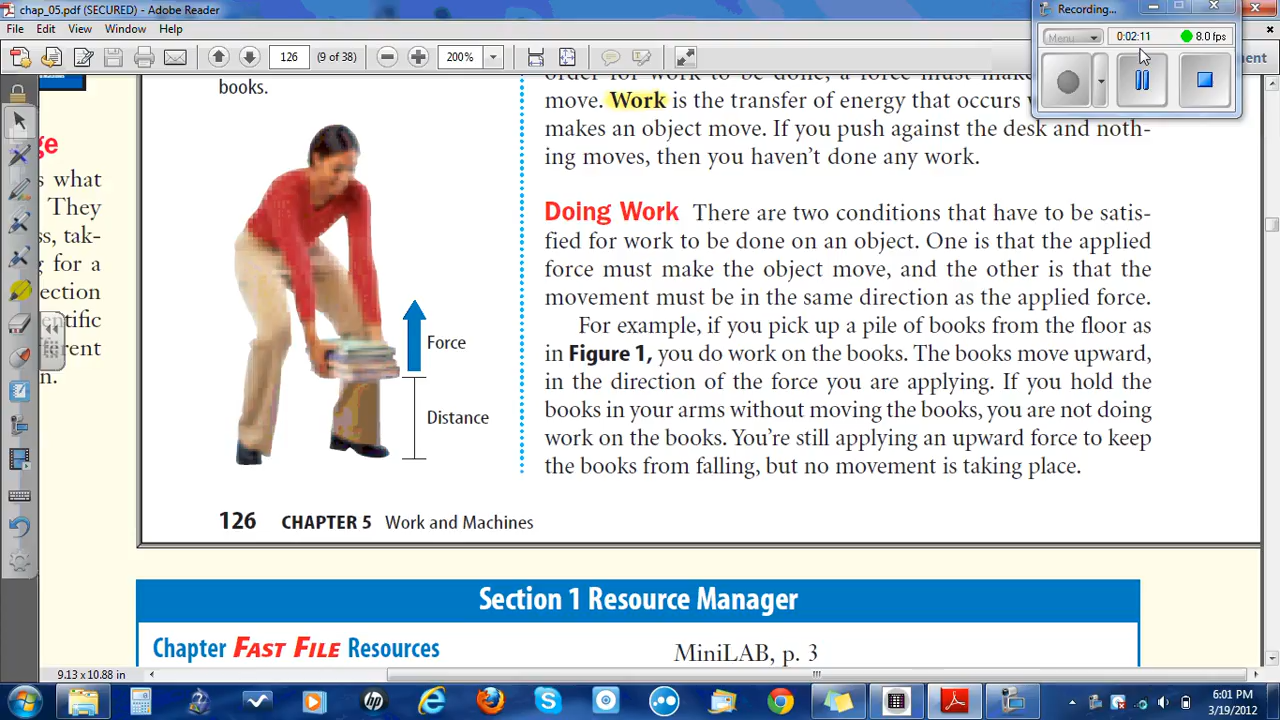 chap_05.pdf (SECURED) - Adobe Reader
File Edit View Document Tools Window Help
126 (9 of 38) 200%
Recording...
Menu 0:02:11 8.0 fps
books.
move. Work is the transfer of energy that occurs
makes an object move. If you push against the desk and noth-
ing moves, then you haven't done any work.
s what
They
s, tak-
for a
ection
entific
ferent
n.
Doing Work There are two conditions that have to be satis-
fied for work to be done on an object. One is that the applied
force must make the object move, and the other is that the
movement must be in the same direction as the applied force.
For example, if you pick up a pile of books from the floor as
in Figure 1, you do work on the books. The books move upward,
in the direction of the force you are applying. If you hold the
books in your arms without moving the books, you are not doing
work on the books. You're still applying an upward force to keep
the books from falling, but no movement is taking place.
Force
Distance
126 CHAPTER 5 Work and Machines
Section 1 Resource Manager
Chapter FAST FILE Resources
MiniLAB, p. 3
9.13 x 10.88 in
6:01 PM
3/19/2012